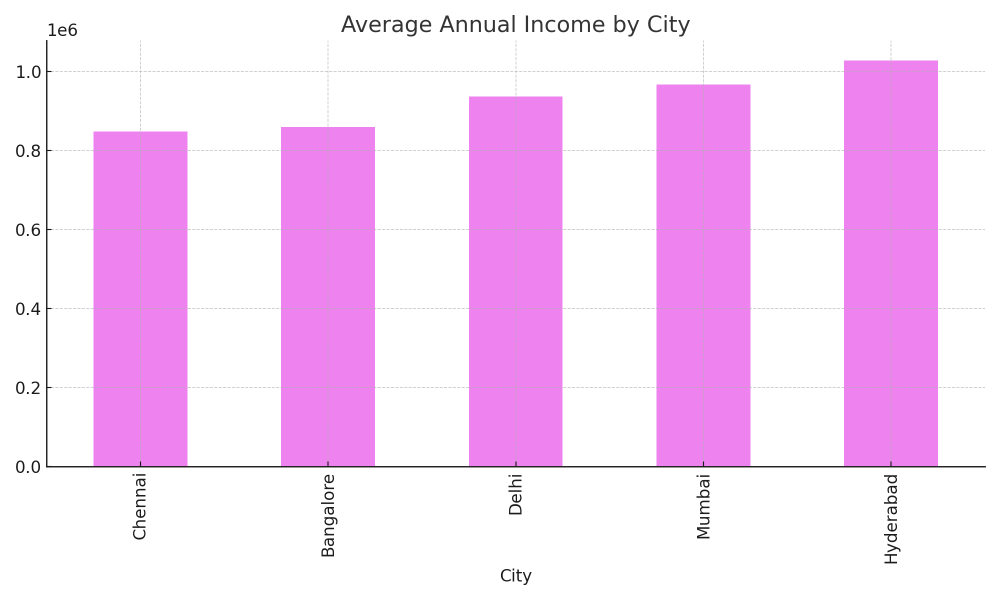 Average Annual Income by City
1e6
1.0
0.8
0.6
0.4
0.2
0.0
Chennai
Bangalore
Delhi
Mumbai
Hyderabad
City